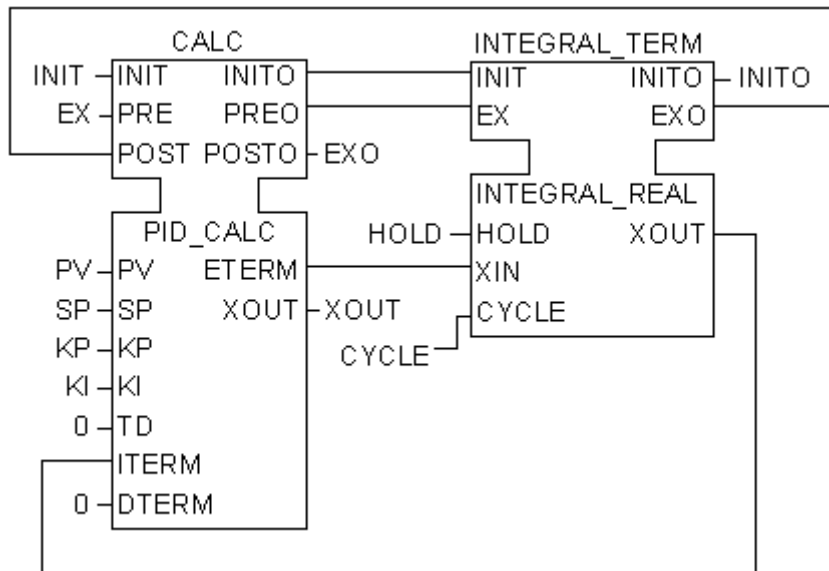 CALC INTEGRAL_TERM
INIT INIT INITO INIT INITO INITO
EX PRE PREO EX EXO
POST POSTO EXO
INTEGRAL_REAL
PID_CALC HOLD HOLD XOUT
PV PV ETERM XIN
SP SP XOUT XOUT CYCLE
KP KP CYCLE
KI KI
0 TD
ITERM
0 DTERM